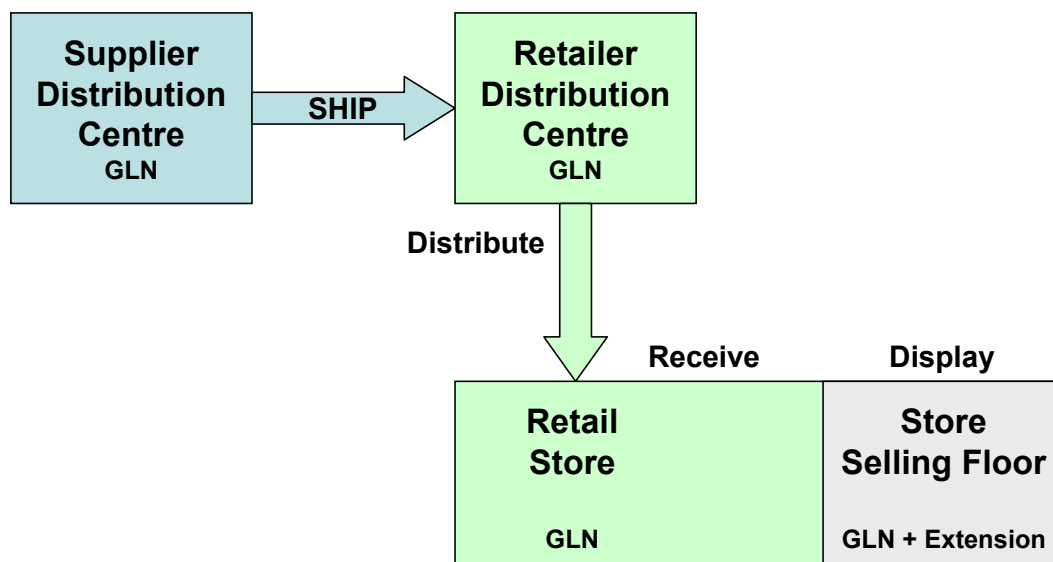 Supplier
Distribution
Centre
GLN
SHIP
Retailer
Distribution
Centre
GLN
Distribute
Receive
Display
Retail
Store
GLN
Store
Selling Floor
GLN + Extension